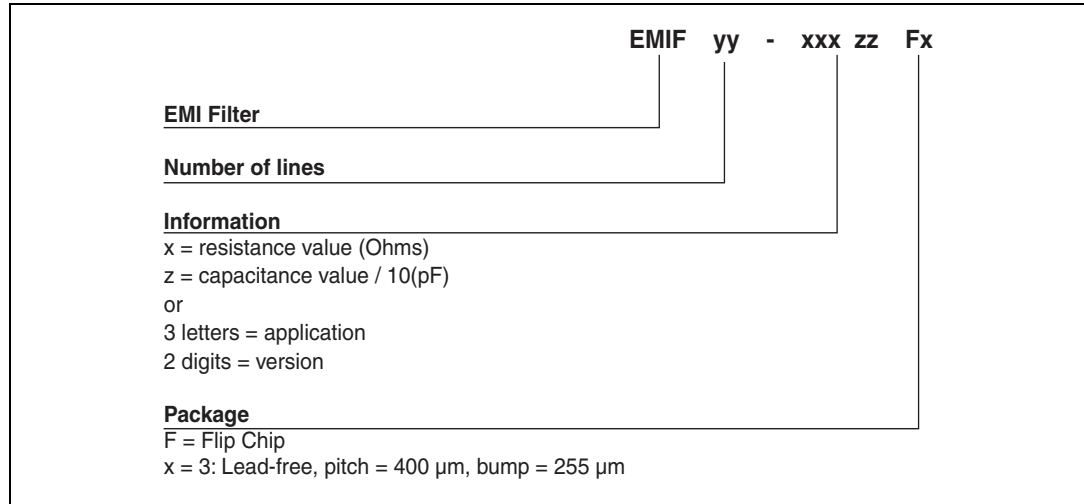 EMIF yy - xxx zz Fx
EMI Filter
Number of lines
Information
x = resistance value (Ohms)
z = capacitance value / 10(pF)
or
3 letters = application
2 digits = version
Package
F = Flip Chip
x = 3: Lead-free, pitch = 400 µm, bump = 255 µm